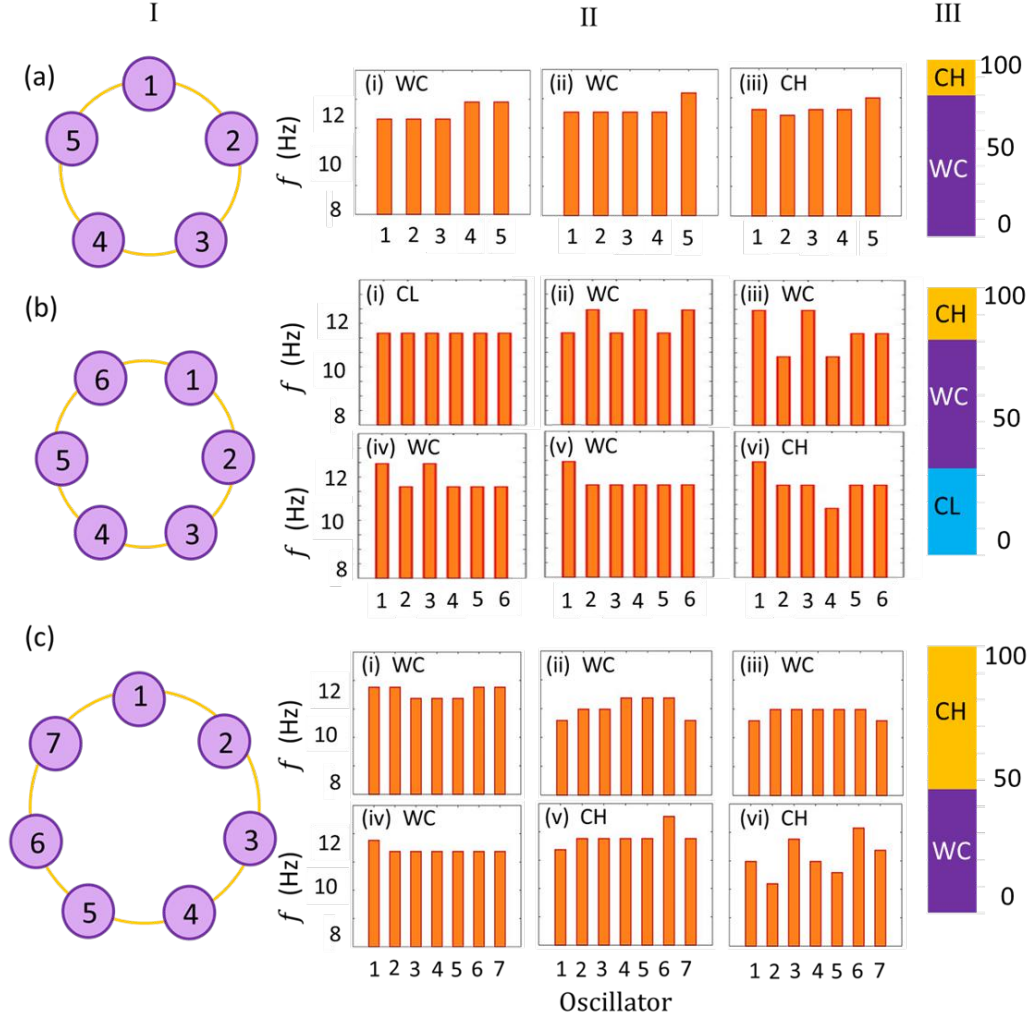 I II III
(a)
1
5 2
4 3
f (Hz)
12
10
8
(i) WC (ii) WC (iii) CH
1 2 3 4 5 1 2 3 4 5 1 2 3 4 5
CH
WC
100
50
0
(b)
6 1
5 2
4 3
f (Hz)
12
10
8
(i) CL (ii) WC (iii) WC
f (Hz)
12
10
8
(iv) WC (v) WC (vi) CH
1 2 3 4 5 6 1 2 3 4 5 6 1 2 3 4 5 6
CH
WC
CL
100
50
0
(c)
1
7 2
6 3
5 4
f (Hz)
12
10
8
(i) WC (ii) WC (iii) WC
f (Hz)
12
10
8
(iv) WC (v) CH (vi) CH
1 2 3 4 5 6 7 1 2 3 4 5 6 7 1 2 3 4 5 6 7
Oscillator
CH
WC
100
50
0